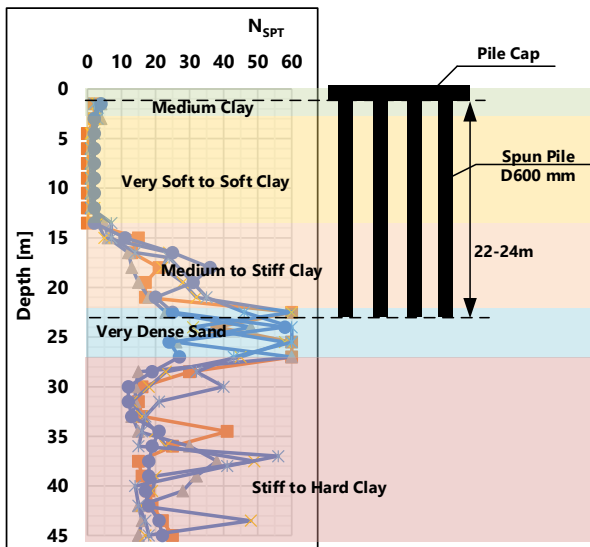 N_SPT
0 10 20 30 40 50 60
Pile Cap
0
Medium Clay
5
Spun Pile
D600 mm
Very Soft to Soft Clay
10
15
Medium to Stiff Clay
22-24m
20
Depth [m]
Very Dense Sand
25
30
35
40
Stiff to Hard Clay
45